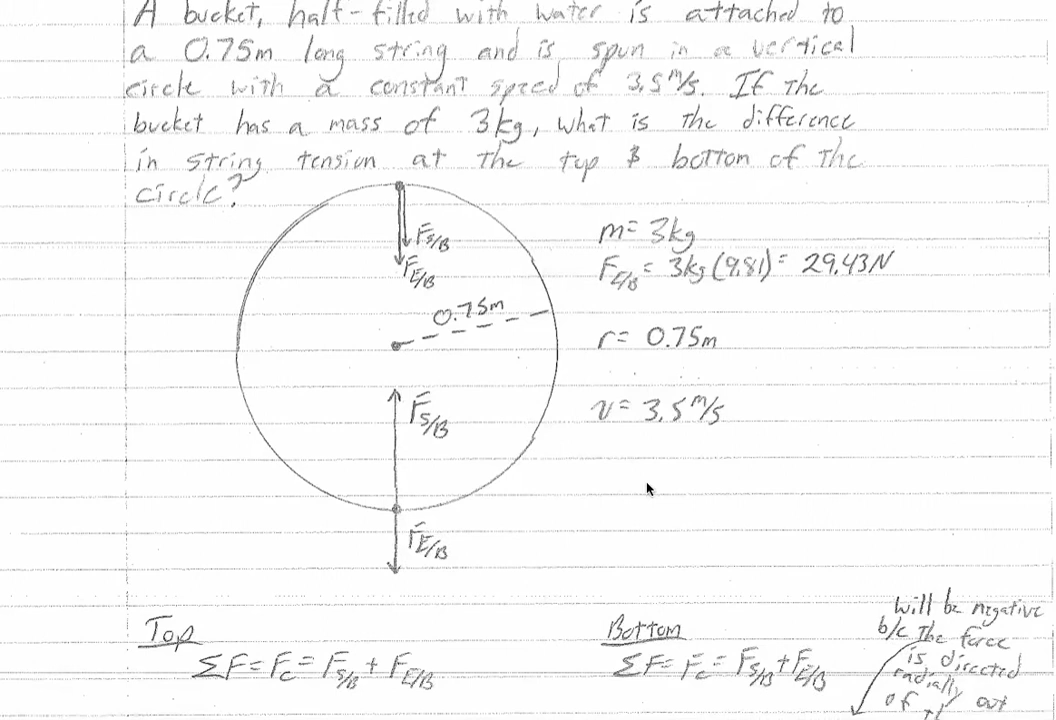 A bucket, half-filled with water is attached to
a 0.75m long string and is spun in a vertical
circle with a constant speed of 3.5 m/s. If the
bucket has a mass of 3kg, what is the difference
in string tension at the top & bottom of the
circle?
F_S/B
F_E/B
0.75m
m= 3kg
F_E/B = 3kg (9.81) = 29.43N
r= 0.75m
v= 3.5 m/s
F_S/B
F_E/B
Top
ΣF = F_c = F_S/B + F_E/B
Bottom
ΣF = F_c = F_S/B + F_E/B
will be negative
b/c the force
is directed
radially out
of